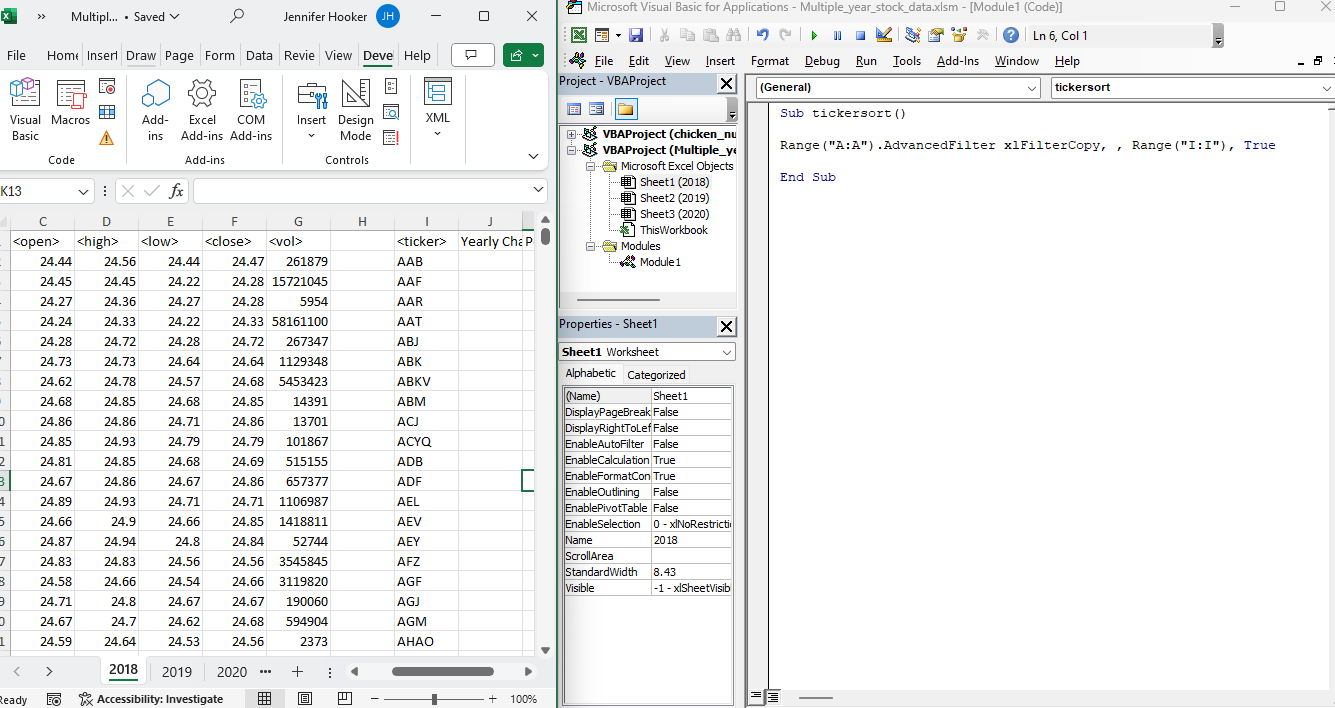 Multipl... • Saved
Jennifer Hooker
JH
File Home Insert Draw Page Form Data Revie View Deve Help
Visual Basic
Macros
Code
Add-ins
Excel Add-ins
COM Add-ins
Add-ins
Insert
Design Mode
Controls
XML
K13
fx
C D E F G H I J
<open> <high> <low> <close> <vol> <ticker> Yearly Cha P
24.44 24.56 24.44 24.47 261879 AAB
24.45 24.45 24.22 24.28 15721045 AAF
24.27 24.36 24.27 24.28 5954 AAR
24.24 24.33 24.22 24.33 58161100 AAT
24.28 24.72 24.28 24.72 267347 ABJ
24.73 24.73 24.64 24.64 1129348 ABK
24.62 24.78 24.57 24.68 5453423 ABKV
24.68 24.85 24.68 24.85 14391 ABM
24.86 24.86 24.71 24.86 13701 ACJ
24.85 24.93 24.79 24.79 101867 ACYQ
24.81 24.85 24.68 24.69 515155 ADB
24.67 24.86 24.67 24.86 657377 ADF
24.89 24.93 24.71 24.71 1106987 AEL
24.66 24.9 24.66 24.85 1418811 AEV
24.87 24.94 24.8 24.84 52744 AEY
24.83 24.83 24.56 24.56 3545845 AFZ
24.58 24.66 24.54 24.66 3119820 AGF
24.71 24.8 24.67 24.67 190060 AGJ
24.67 24.7 24.62 24.68 594904 AGM
24.59 24.64 24.53 24.56 2373 AHAO
2018 2019 2020 •••
Ready
Accessibility: Investigate
100%
Microsoft Visual Basic for Applications - Multiple_year_stock_data.xlsm - [Module1 (Code)]
Ln 6, Col 1
File Edit View Insert Format Debug Run Tools Add-Ins Window Help
Project - VBAProject
VBAProject (chicken_nu
VBAProject (Multiple_ye
Microsoft Excel Objects
Sheet1 (2018)
Sheet2 (2019)
Sheet3 (2020)
ThisWorkbook
Modules
Module1
Properties - Sheet1
Sheet1 Worksheet
Alphabetic Categorized
(Name) Sheet1
DisplayPageBreak False
DisplayRightToLef False
EnableAutoFilter False
EnableCalculation True
EnableFormatCon True
EnableOutlining False
EnablePivotTable False
EnableSelection 0 - xlNoRestricti
Name 2018
ScrollArea
StandardWidth 8.43
Visible -1 - xlSheetVisibl
(General)
tickersort
Sub tickersort()
Range("A:A").AdvancedFilter xlFilterCopy, , Range("I:I"), True
End Sub